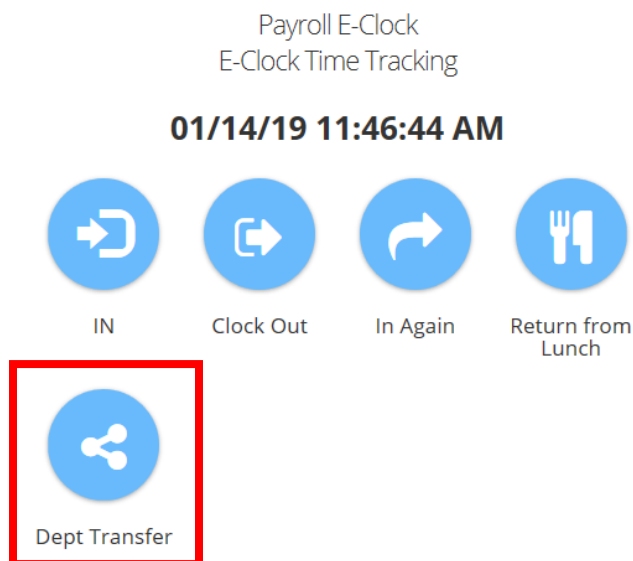 Payroll E-Clock
E-Clock Time Tracking
01/14/19 11:46:44 AM
IN
Clock Out
In Again
Return from
Lunch
Dept Transfer